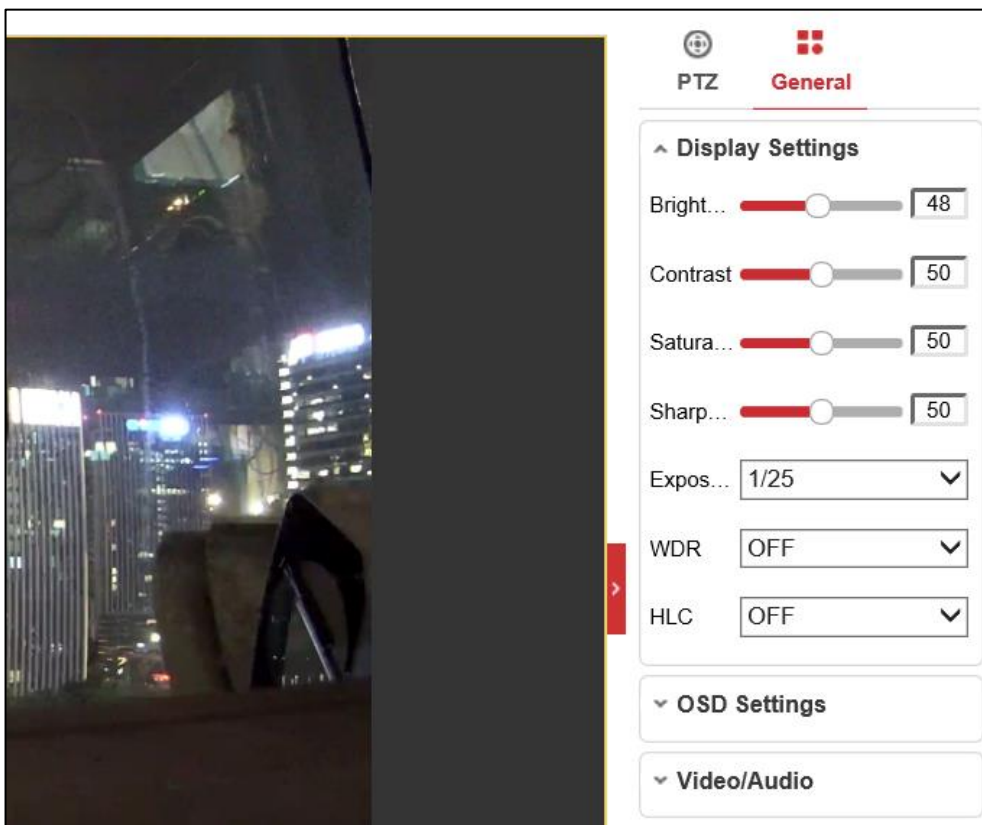 PTZ
General
Display Settings
Bright... 48
Contrast 50
Satura... 50
Sharp... 50
Expos... 1/25
WDR OFF
HLC OFF
OSD Settings
Video/Audio